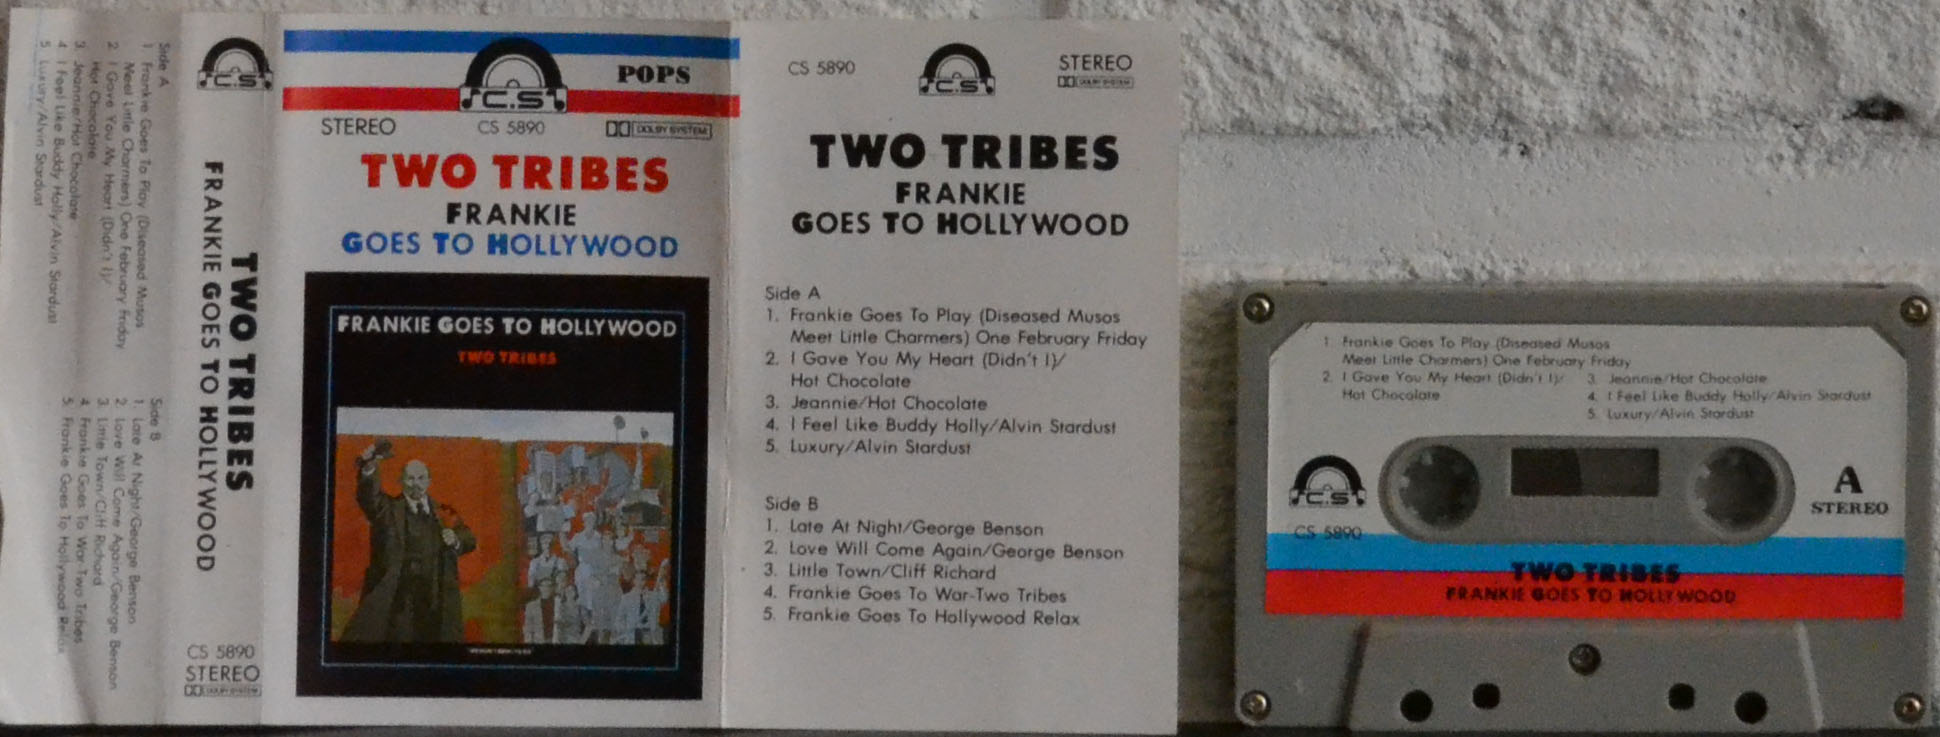 Side A
1 Frankie Goes To Play (Diseased Musos
Meet Little Charmers) One February Friday
2 I Gave You My Heart (Didn't I)/
Hot Chocolate
3. Jeannie/Hot Chocolate
4 I Feel Like Buddy Holly/Alvin Stardust
5 Luxury/Alvin Stardust
Side B
1. Late At Night/George Benson
2. Love Will Come Again/George Benson
3. Little Town/Cliff Richard
4. Frankie Goes To War Two Tribes
5. Frankie Goes To Hollywood Relax
C.S
TWO TRIBES
FRANKIE GOES TO HOLLYWOOD
CS 5890
STEREO
DOLBY SYSTEM
C.S
POPS
STEREO
CS 5890
DOLBY SYSTEM
TWO TRIBES
FRANKIE
GOES TO HOLLYWOOD
FRANKIE GOES TO HOLLYWOOD
TWO TRIBES
CS 5890
C.S
STEREO
DOLBY SYSTEM
TWO TRIBES
FRANKIE
GOES TO HOLLYWOOD
Side A
1. Frankie Goes To Play (Diseased Musos
Meet Little Charmers) One February Friday
2. I Gave You My Heart (Didn't I)/
Hot Chocolate
3. Jeannie/Hot Chocolate
4. I Feel Like Buddy Holly/Alvin Stardust
5. Luxury/Alvin Stardust
Side B
1. Late At Night/George Benson
2. Love Will Come Again/George Benson
3. Little Town/Cliff Richard
4. Frankie Goes To War-Two Tribes
5. Frankie Goes To Hollywood Relax
1. Frankie Goes To Play (Diseased Musos
Meet Little Charmers) One February Friday
2. I Gave You My Heart (Didn't I)/
Hot Chocolate
3. Jeannie/Hot Chocolate
4. I Feel Like Buddy Holly/Alvin Stardust
5. Luxury/Alvin Stardust
C.S
CS 5890
A
STEREO
TWO TRIBES
FRANKIE GOES TO HOLLYWOOD